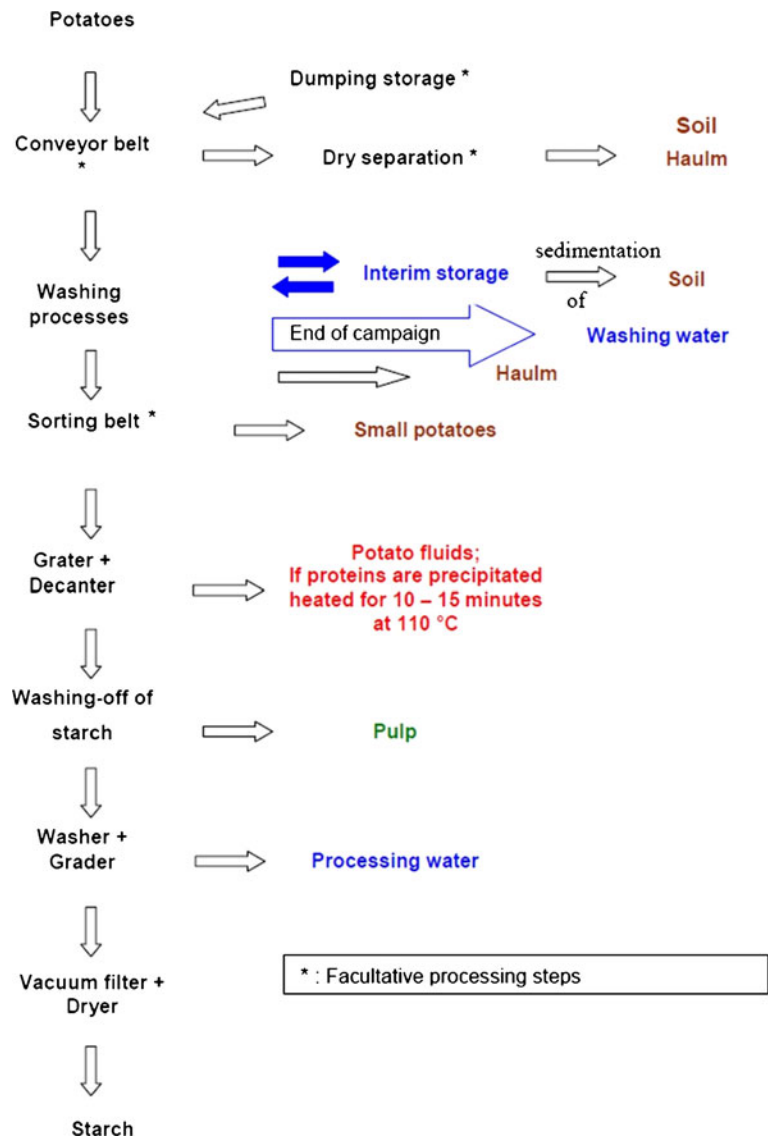 Potatoes
Dumping storage *
Conveyor belt
*
Dry separation *
Soil
Haulm
Washing
processes
Interim storage
sedimentation
of
Soil
End of campaign
Washing water
Haulm
Sorting belt *
Small potatoes
Grater +
Decanter
Potato fluids;
If proteins are precipitated
heated for 10 – 15 minutes
at 110 °C
Washing-off of
starch
Pulp
Washer +
Grader
Processing water
Vacuum filter +
Dryer
* : Facultative processing steps
Starch